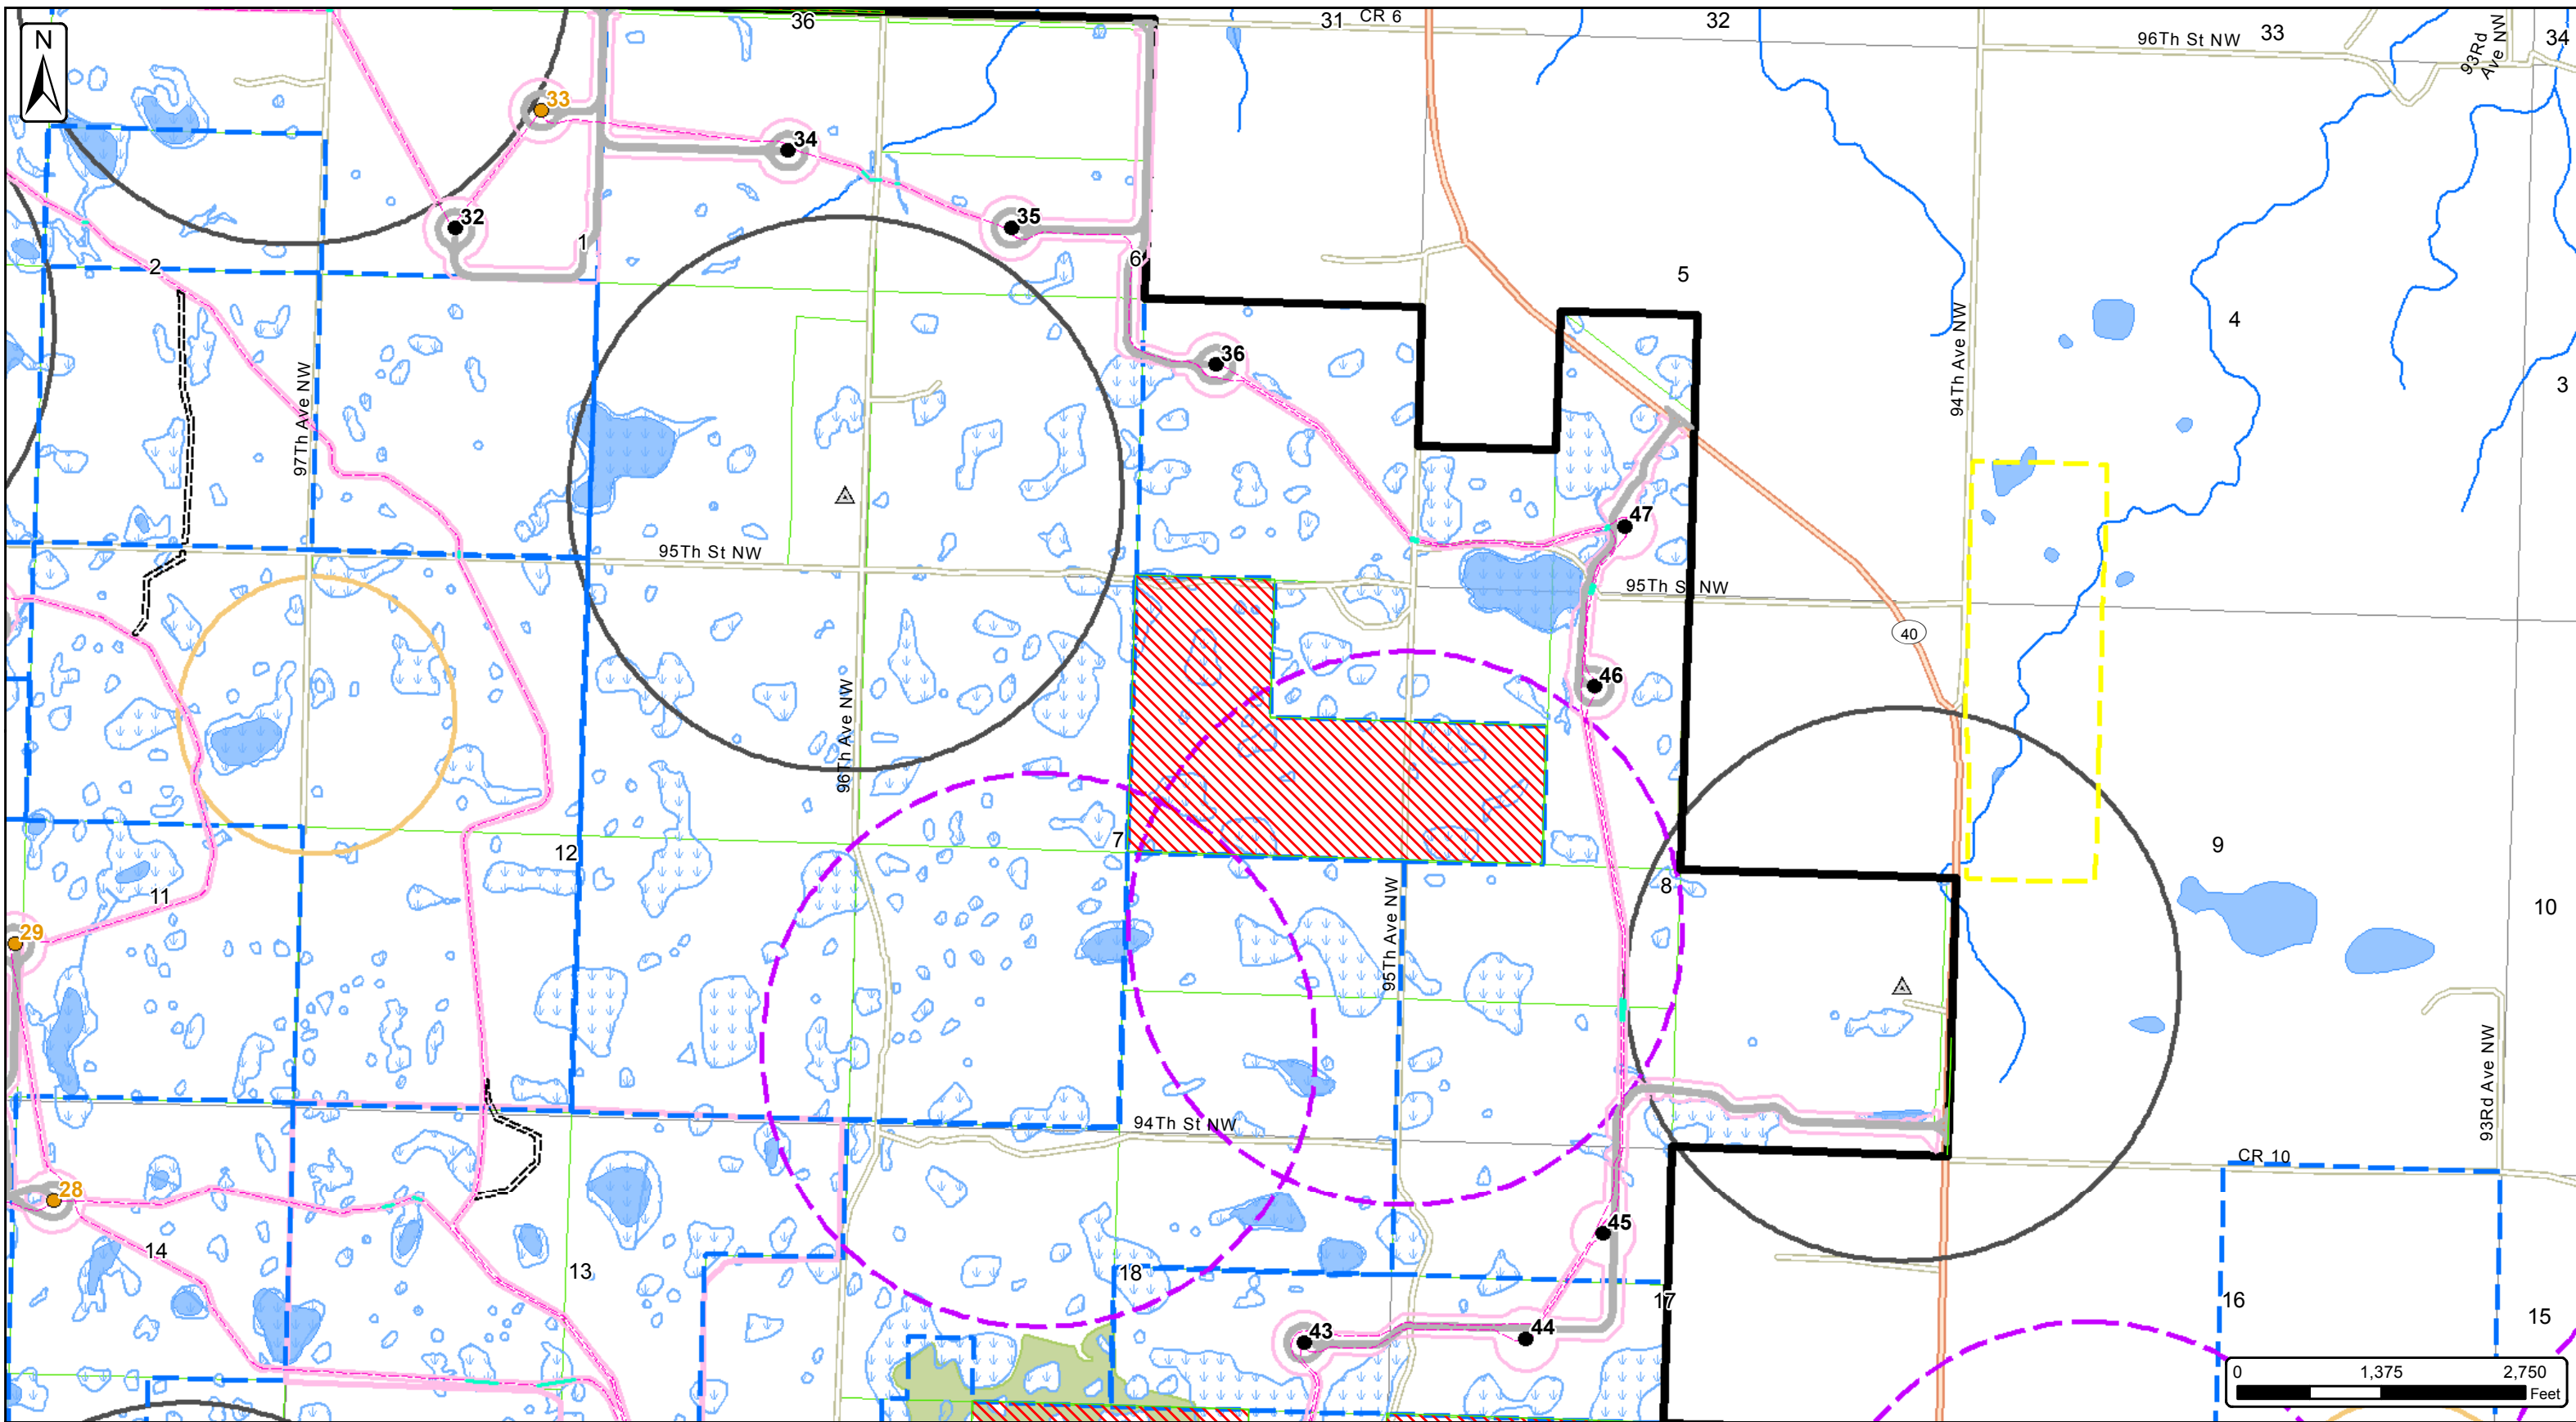 N
36
31
CR 6
32
96Th St NW
33
93Rd
Ave NW
34
33
34
32
35
1
6
2
5
4
3
36
94Th Ave NW
97Th Ave NW
47
95Th St NW
95Th St NW
40
46
96Th Ave NW
7
12
9
8
11
10
95Th Ave NW
29
94Th St NW
93Rd Ave NW
CR 10
28
45
14
13
18
17
16
15
43
44
0 1,375 2,750
Feet